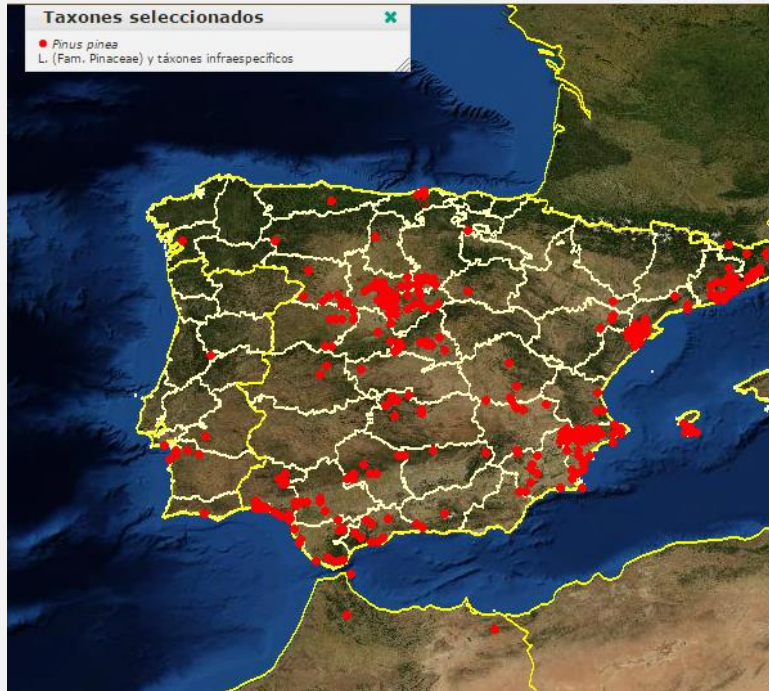 Taxones seleccionados
Pinus pinea
L. (Fam. Pinaceae) y táxones infraespecíficos